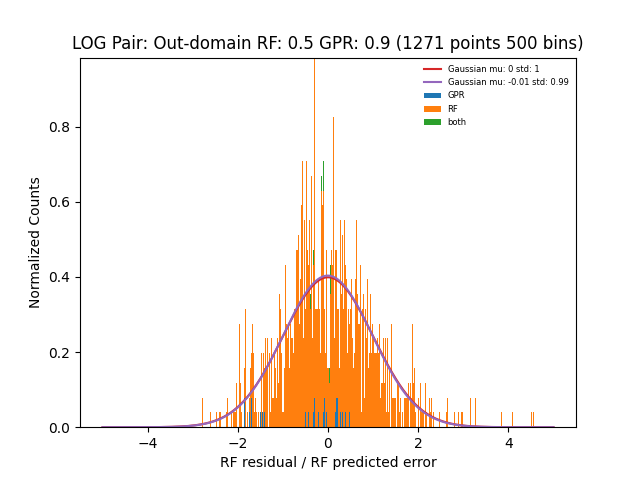 LOG Pair: Out-domain RF: 0.5 GPR: 0.9 (1271 points 500 bins)
Gaussian mu: 0 std: 1
Gaussian mu: -0.01 std: 0.99
GPR
RF
both
Normalized Counts
0.8
0.6
0.4
0.2
0.0
−4
−2
0
2
4
RF residual / RF predicted error